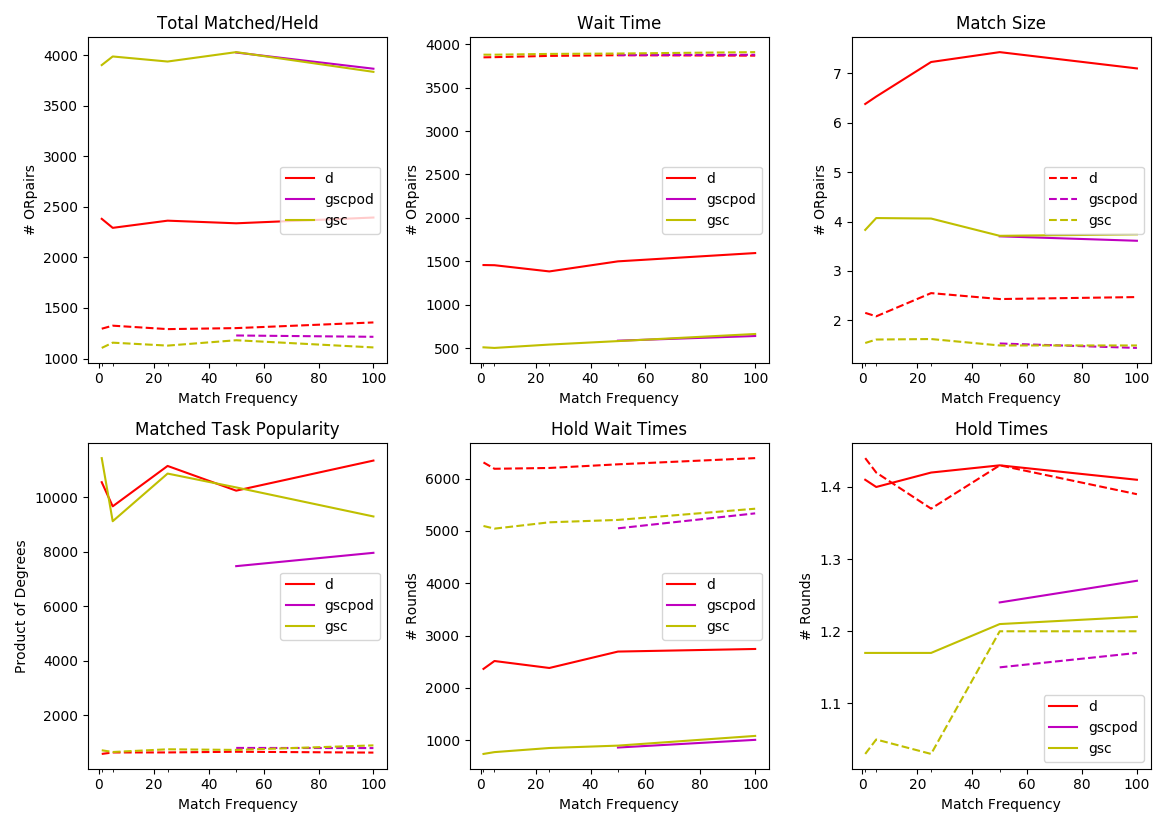 Total Matched/Held
# ORpairs
4000
3500
3000
2500
2000
1500
1000
d
gscpod
gsc
0 20 40 60 80 100
Match Frequency
Wait Time
# ORpairs
4000
3500
3000
2500
2000
1500
1000
500
d
gscpod
gsc
0 20 40 60 80 100
Match Frequency
Match Size
# ORpairs
7
6
5
4
3
2
d
gscpod
gsc
0 20 40 60 80 100
Match Frequency
Matched Task Popularity
Product of Degrees
10000
8000
6000
4000
2000
d
gscpod
gsc
0 20 40 60 80 100
Match Frequency
Hold Wait Times
# Rounds
6000
5000
4000
3000
2000
1000
d
gscpod
gsc
0 20 40 60 80 100
Match Frequency
Hold Times
# Rounds
1.4
1.3
1.2
1.1
d
gscpod
gsc
0 20 40 60 80 100
Match Frequency